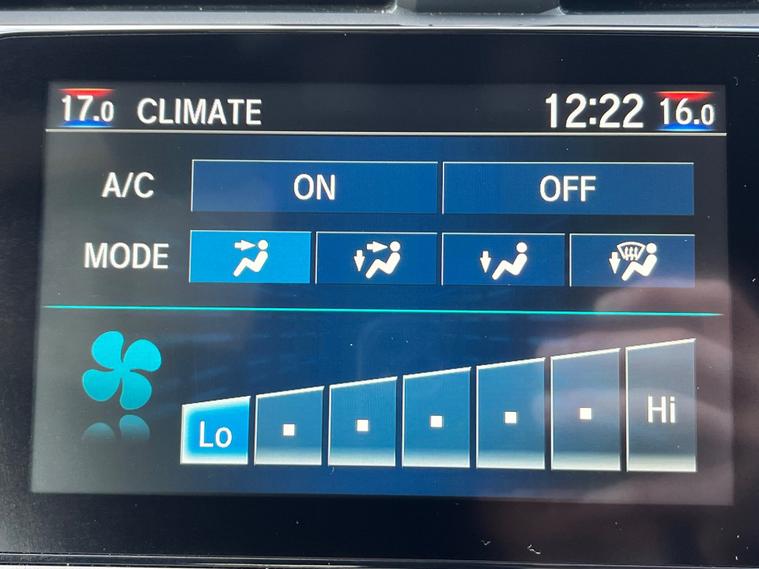 17.0 CLIMATE 12:22 16.0
A/C ON OFF
MODE
Lo Hi